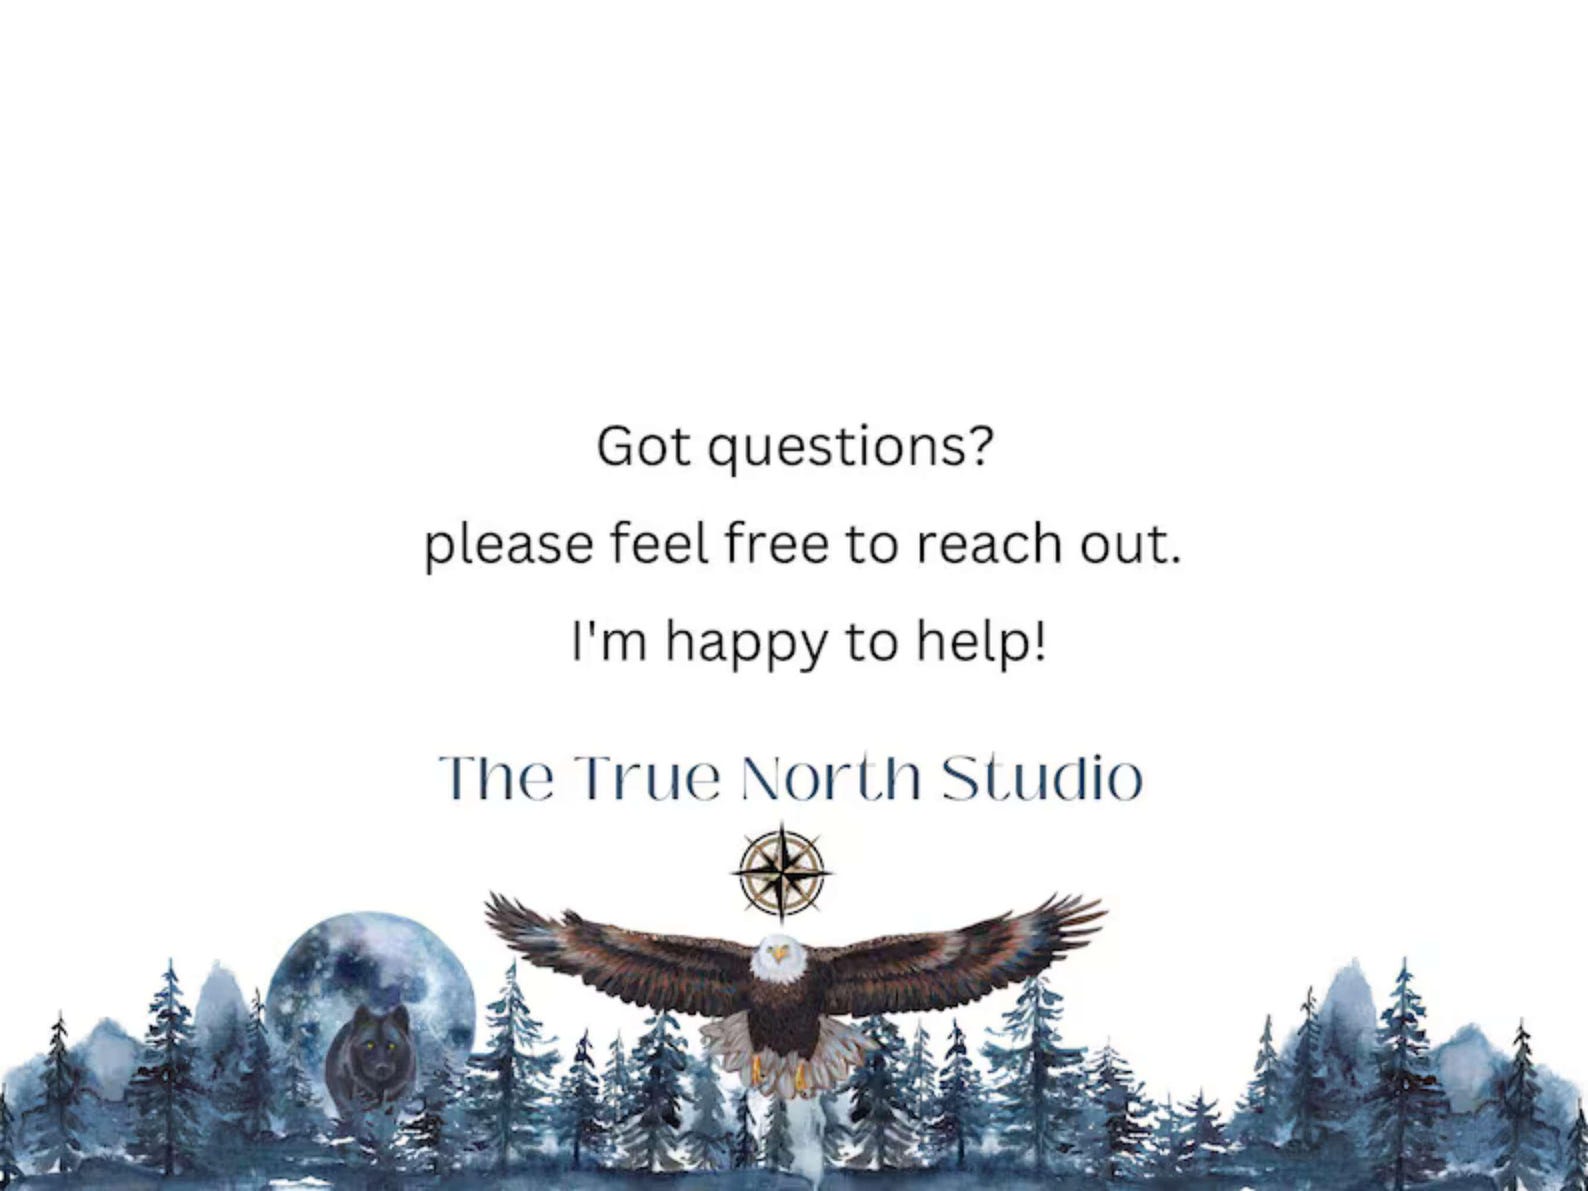 Got questions?
please feel free to reach out.
I'm happy to help!
The True North Studio